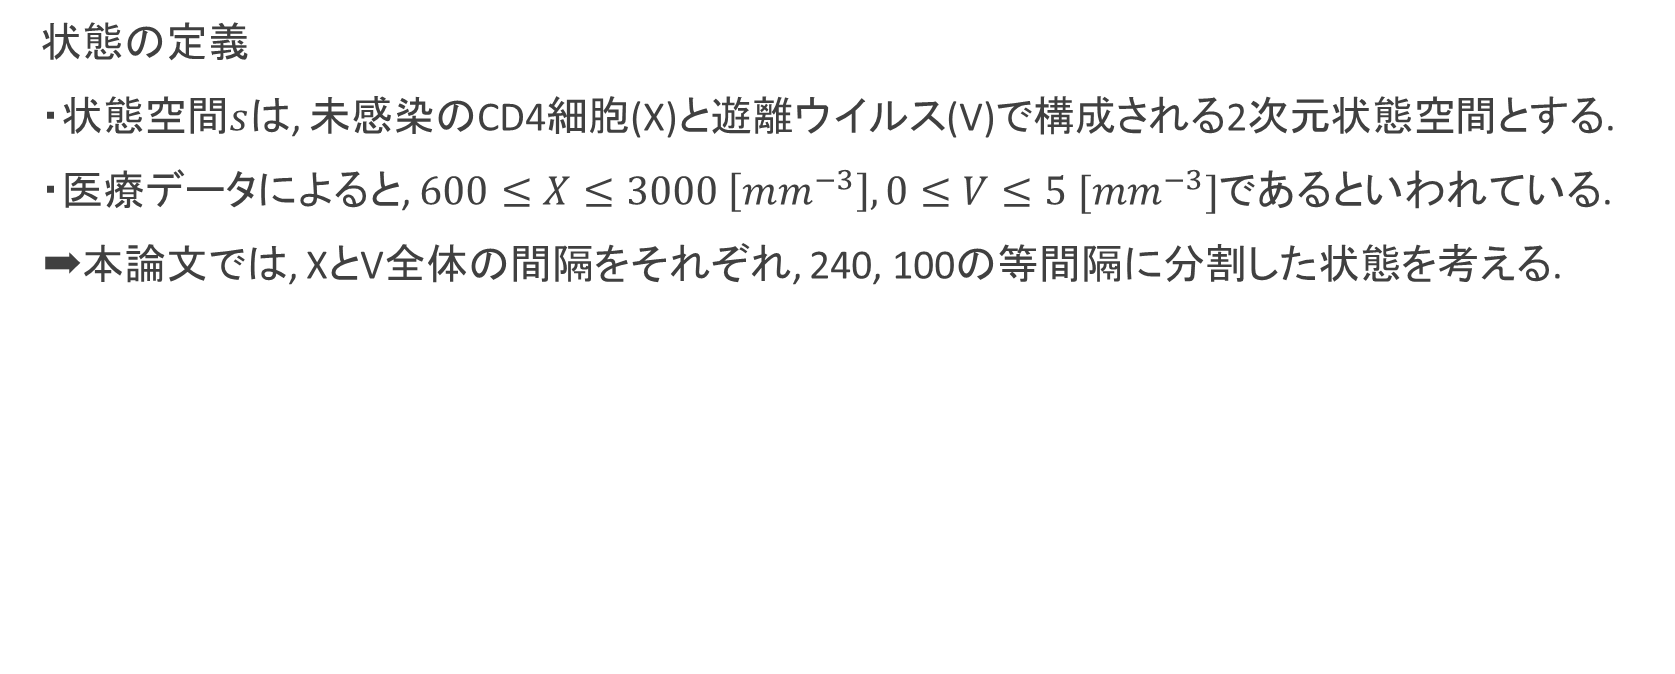 状態の定義
・状態空間sは, 未感染のCD4細胞(X)と遊離ウイルス(V)で構成される2次元状態空間とする.
・医療データによると, 600 ≤ X ≤ 3000 [mm⁻³], 0 ≤ V ≤ 5 [mm⁻³]であるといわれている.
➡本論文では, XとV全体の間隔をそれぞれ, 240, 100の等間隔に分割した状態を考える.